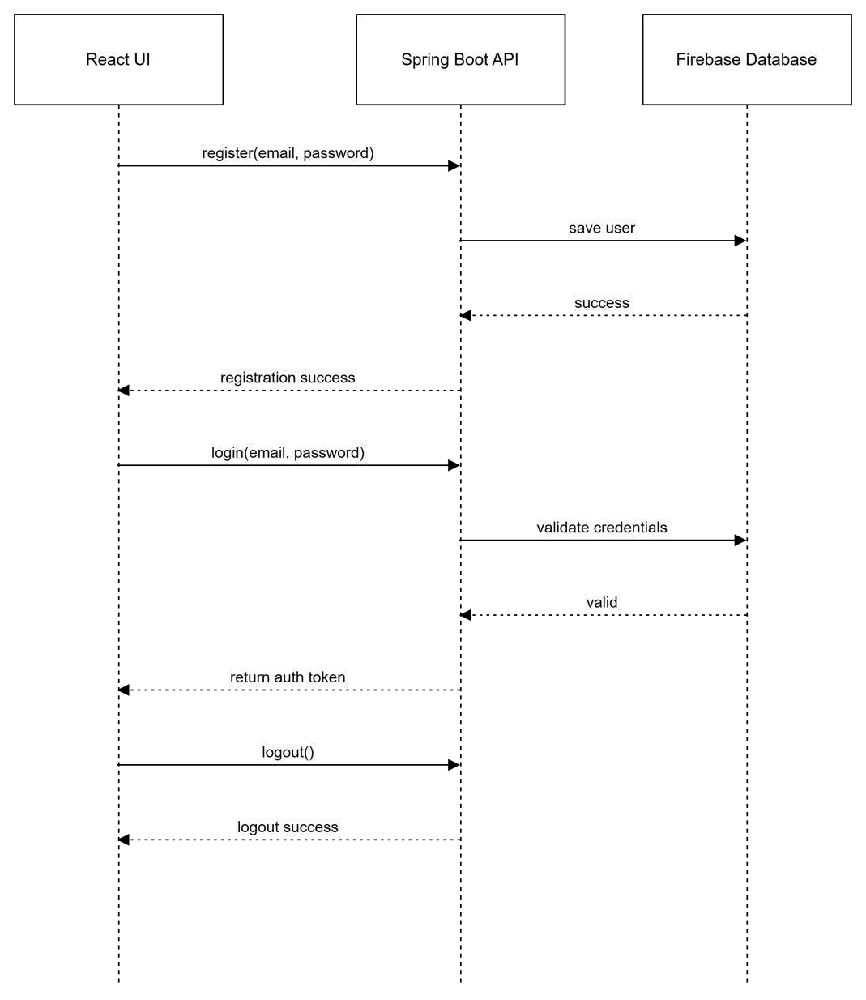 React UI
Spring Boot API
Firebase Database
register(email, password)
save user
success
registration success
login(email, password)
validate credentials
valid
return auth token
logout()
logout success